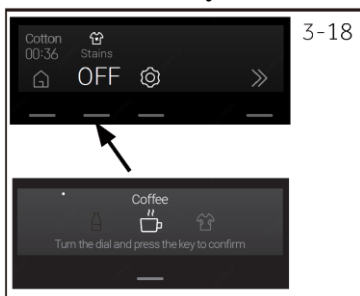 3-18
Cotton
00:36
Stains
OFF
Coffee
Turn the dial and press the key to confirm